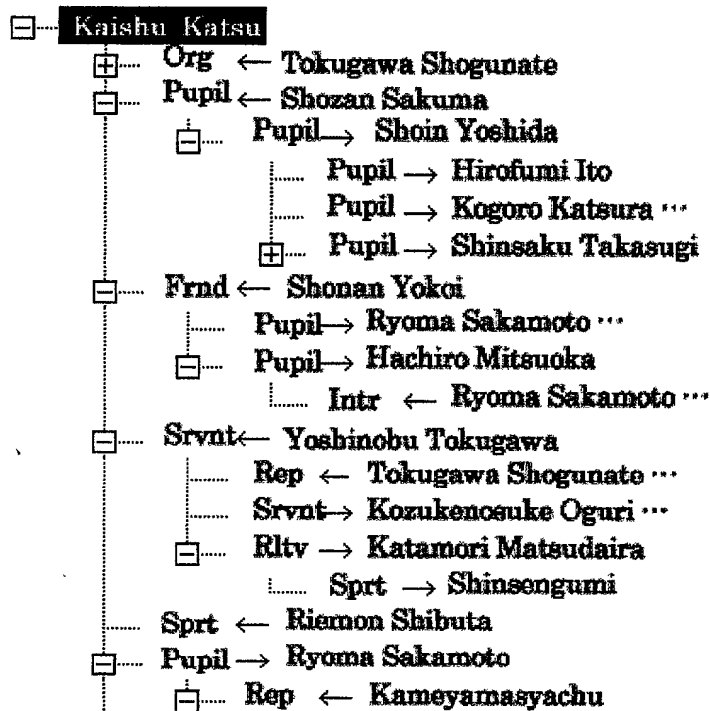 Kaishu Katsu
Org ← Tokugawa Shogunate
Pupil ← Shozan Sakuma
Pupil → Shoin Yoshida
Pupil → Hirofumi Ito
Pupil → Kogoro Katsura ···
Pupil → Shinsaku Takasugi
Frnd ← Shonan Yokoi
Pupil → Ryoma Sakamoto ···
Pupil → Hachiro Mitsuoka
Intr ← Ryoma Sakamoto ···
Srvnt ← Yoshinobu Tokugawa
Rep ← Tokugawa Shogunate ···
Srvnt → Kozukenosuke Oguri ···
Rltv → Katamori Matsudaira
Sprt → Shinsengumi
Sprt ← Riemon Shibuta
Pupil → Ryoma Sakamoto
Rep ← Kameyamasyachu